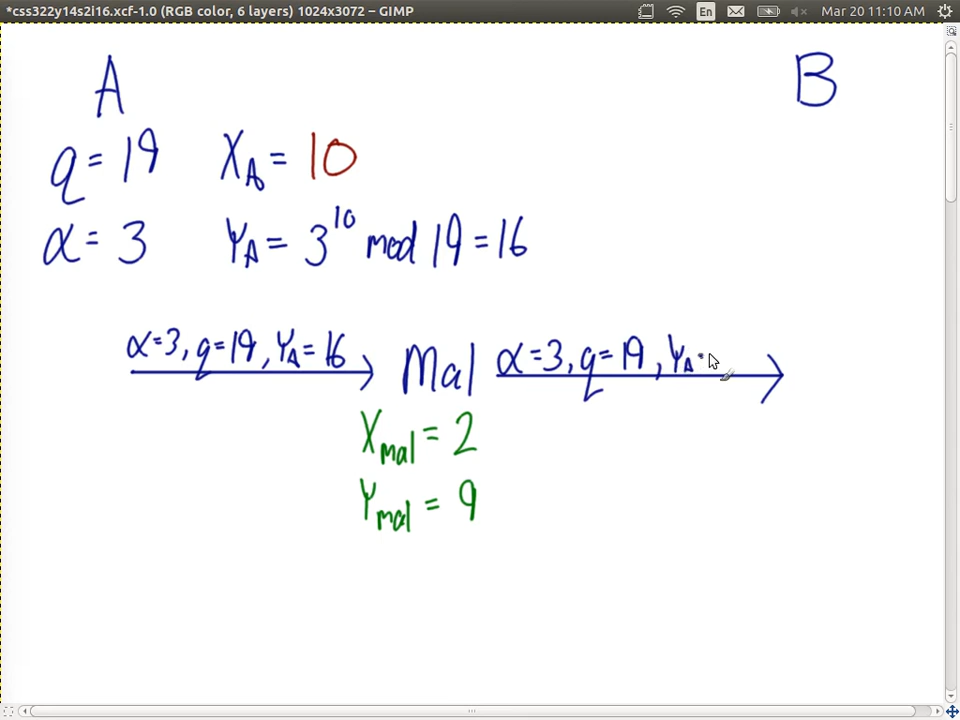 *css322y14s2i16.xcf-1.0 (RGB color, 6 layers) 1024x3072 – GIMP En Mar 20 11:10 AM
A B
q = 19 X_A = 10
α = 3 Y_A = 3^10 mod 19 = 16
α=3, q=19, Y_A=16 Mal α=3, q=19, Y_A=
X_mal = 2
Y_mal = 9